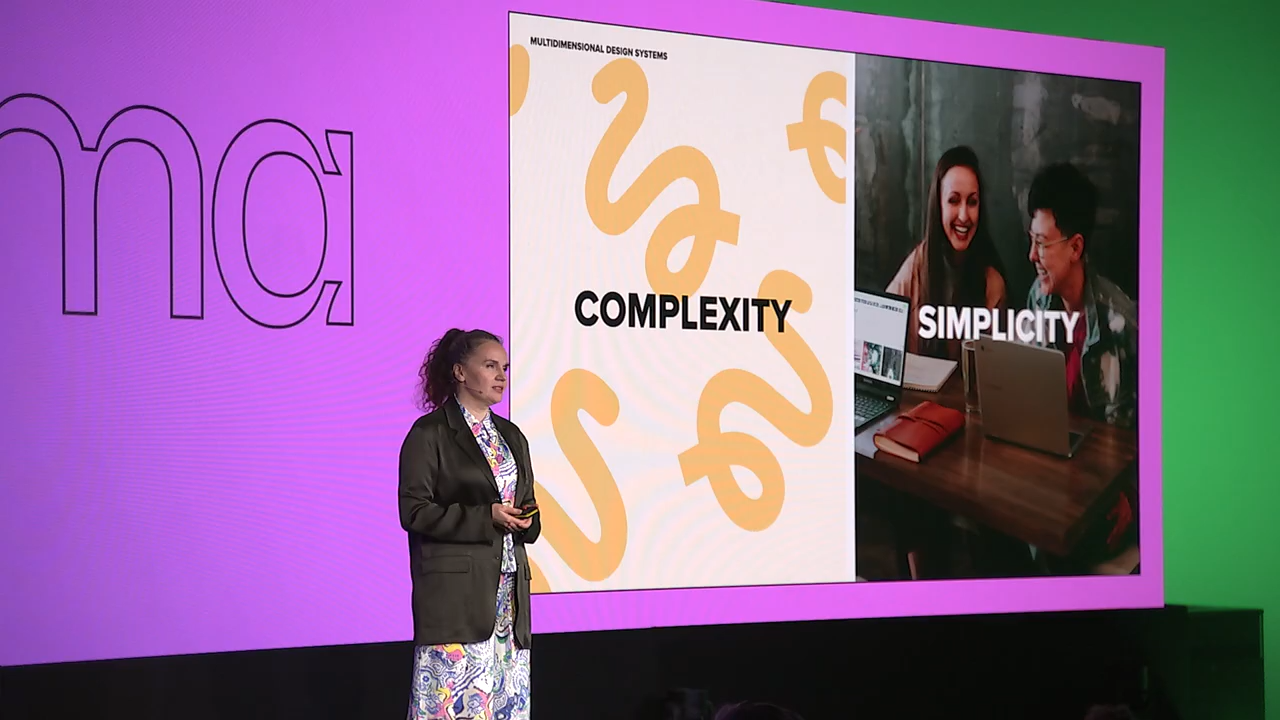 ma
MULTIDIMENSIONAL DESIGN SYSTEMS
COMPLEXITY
SIMPLICITY